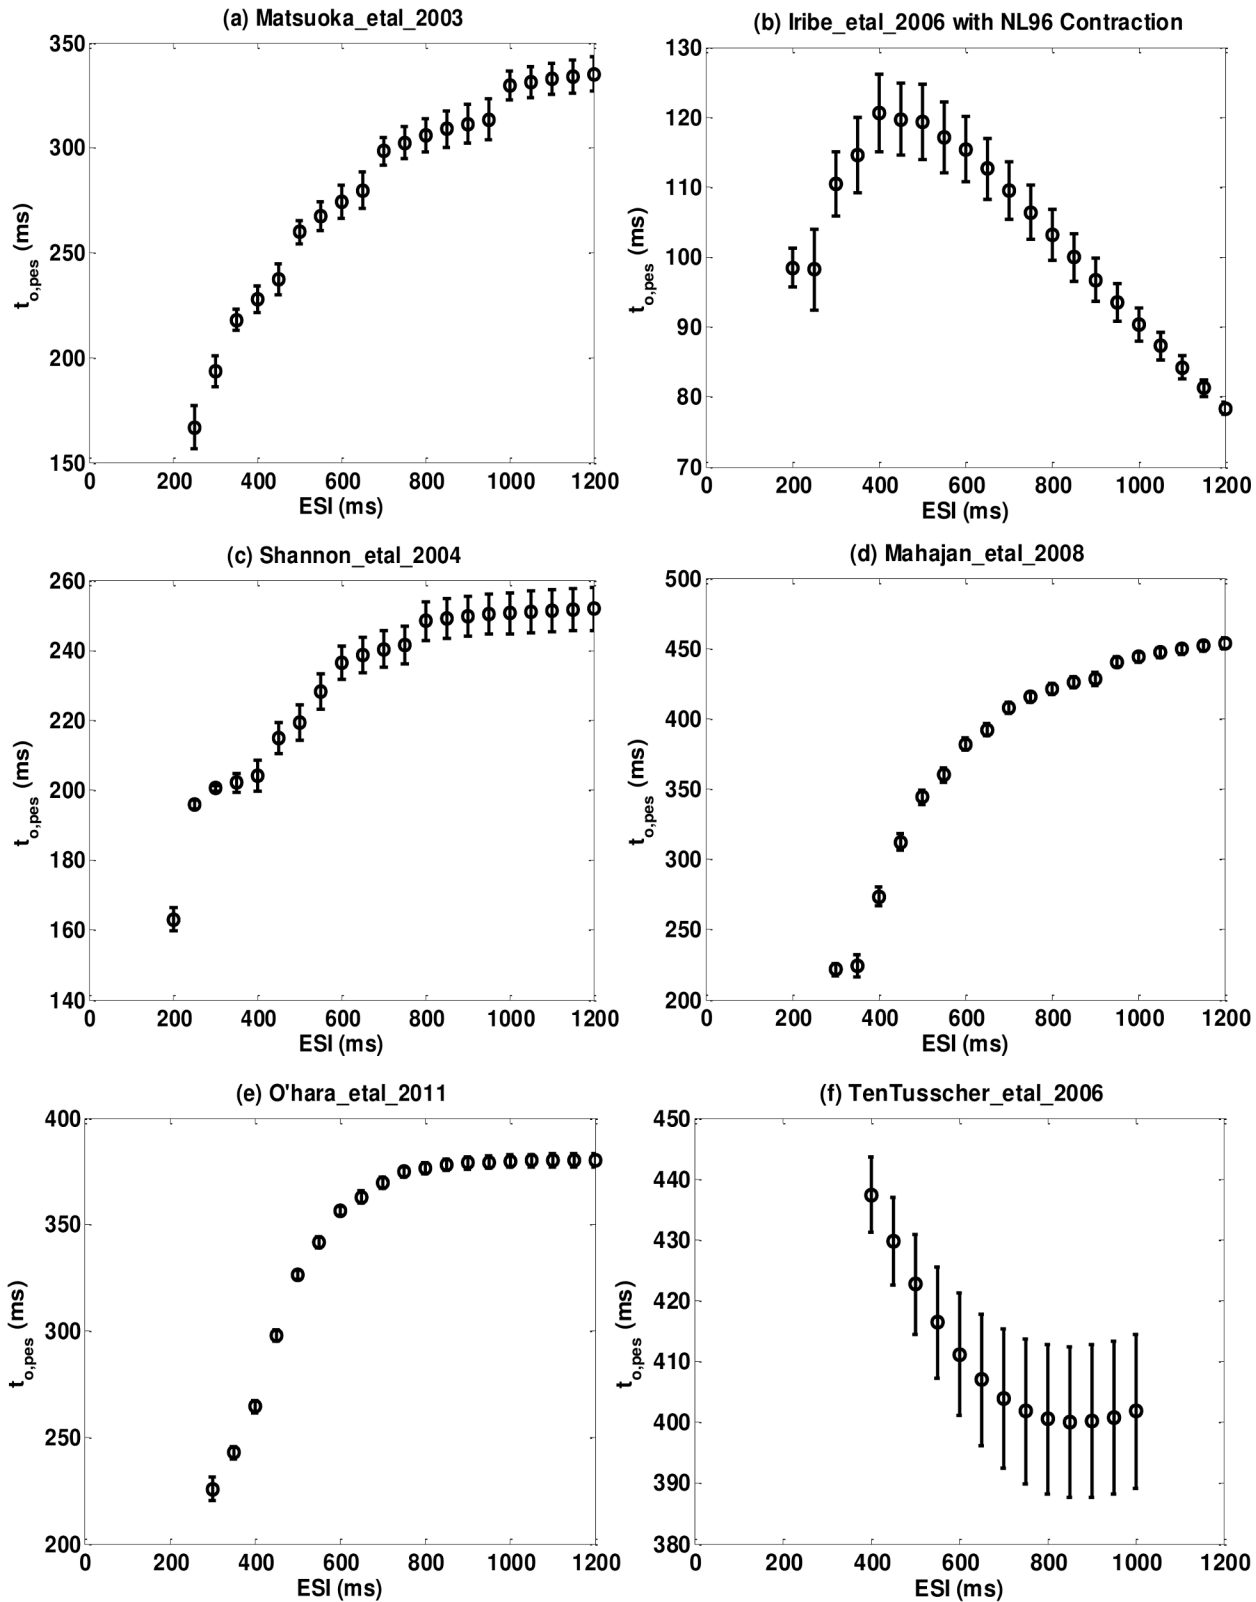 (a) Matsuoka_etal_2003
350
300
250
200
150
t_o,pes (ms)
0 200 400 600 800 1000 1200
ESI (ms)
(b) Iribe_etal_2006 with NL96 Contraction
130
120
110
100
90
80
70
t_o,pes (ms)
0 200 400 600 800 1000 1200
ESI (ms)
(c) Shannon_etal_2004
260
240
220
200
180
160
140
t_o,pes (ms)
0 200 400 600 800 1000 1200
ESI (ms)
(d) Mahajan_etal_2008
500
450
400
350
300
250
200
t_o,pes (ms)
0 200 400 600 800 1000 1200
ESI (ms)
(e) O'hara_etal_2011
400
350
300
250
200
t_o,pes (ms)
0 200 400 600 800 1000 1200
ESI (ms)
(f) TenTusscher_etal_2006
450
440
430
420
410
400
390
380
t_o,pes (ms)
0 200 400 600 800 1000 1200
ESI (ms)